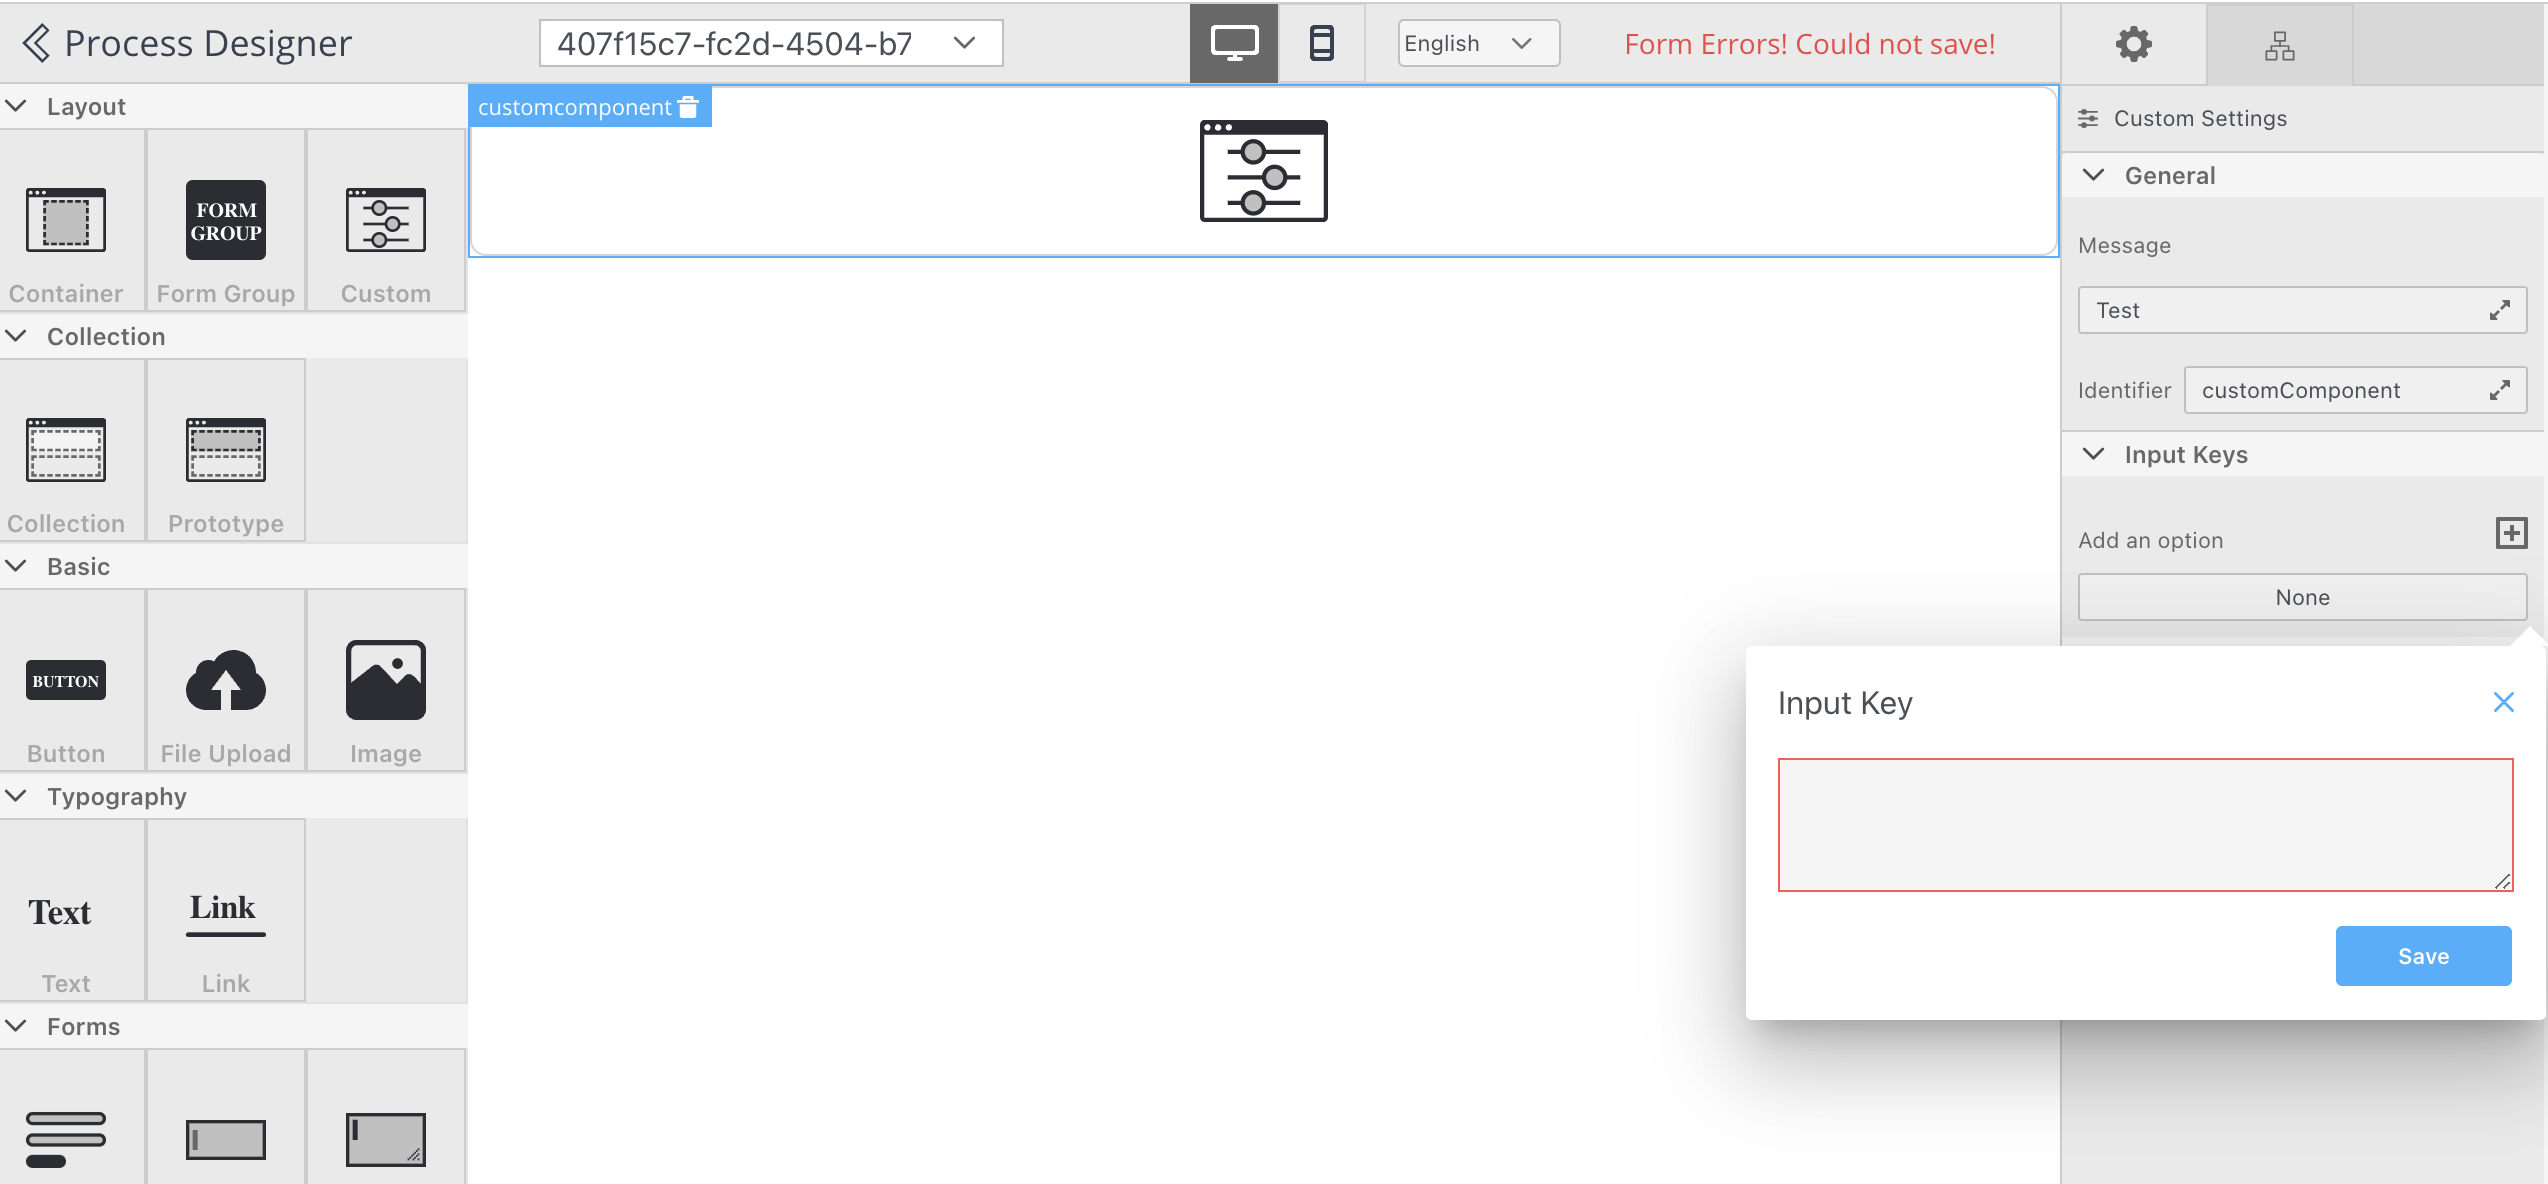 Process Designer
407f15c7-fc2d-4504-b7
English
Form Errors! Could not save!
Layout
FORM
GROUP
Container
Form Group
Custom
Collection
Collection
Prototype
Basic
BUTTON
Button
File Upload
Image
Typography
Text
Link
Text
Link
Forms
customcomponent
Custom Settings
General
Message
Test
Identifier
customComponent
Input Keys
Add an option
None
Input Key
Save